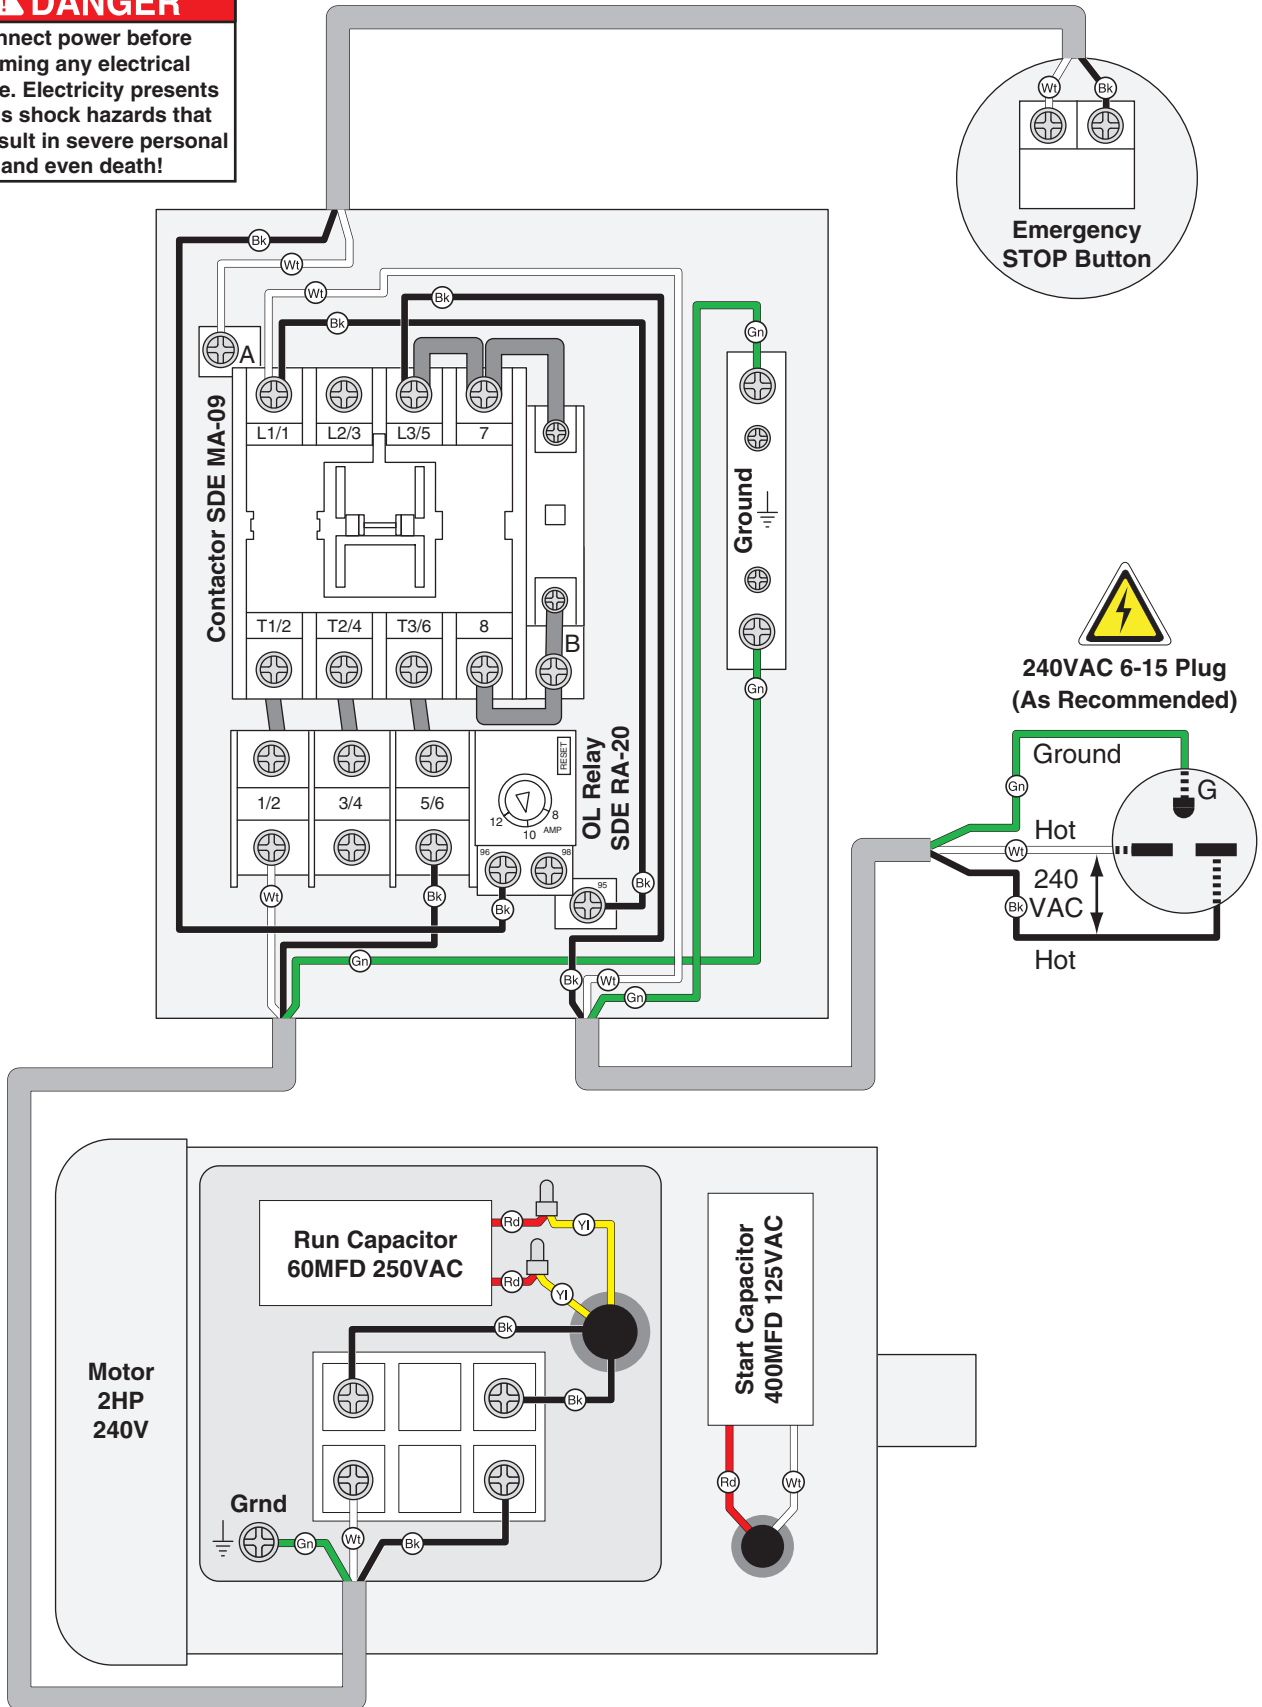 DANGER
nnect power before
ming any electrical
e. Electricity presents
s shock hazards that
sult in severe personal
and even death!
Wt
Bk
Emergency
STOP Button
Bk
Wt
Wt
Bk
Bk
Gn
A
Contactor SDE MA-09
L1/1
L2/3
L3/5
7
Ground
T1/2
T2/4
T3/6
8
B
Gn
1/2
3/4
5/6
RESET
12
10
8
AMP
OL Relay
SDE RA-20
96
98
95
Wt
Bk
Bk
Bk
Gn
Bk
Wt
Gn
240VAC 6-15 Plug
(As Recommended)
Ground
Gn
G
Hot
Wt
240
VAC
Bk
Hot
Run Capacitor
60MFD 250VAC
Rd
Yl
Rd
Yl
Bk
Bk
Start Capacitor
400MFD 125VAC
Rd
Wt
Motor
2HP
240V
Grnd
Gn
Wt
Bk